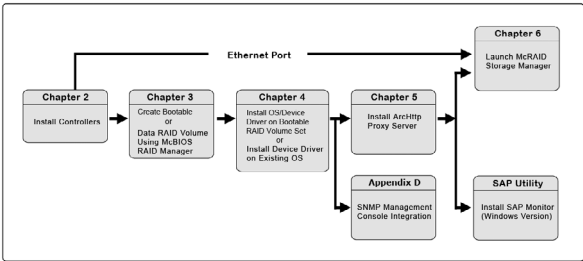 Chapter 6
Launch McRAID
Storage Manager
Ethernet Port
Chapter 2
Install Controllers
Chapter 3
Create Bootable
or
Data RAID Volume
Using McBIOS
RAID Manager
Chapter 4
Install OS/Device
Driver on Bootable
RAID Volume Set
or
Install Device Driver
on Existing OS
Chapter 5
Install ArcHttp
Proxy Server
Appendix D
SNMP Management
Console Integration
SAP Utility
Install SAP Monitor
(Windows Version)